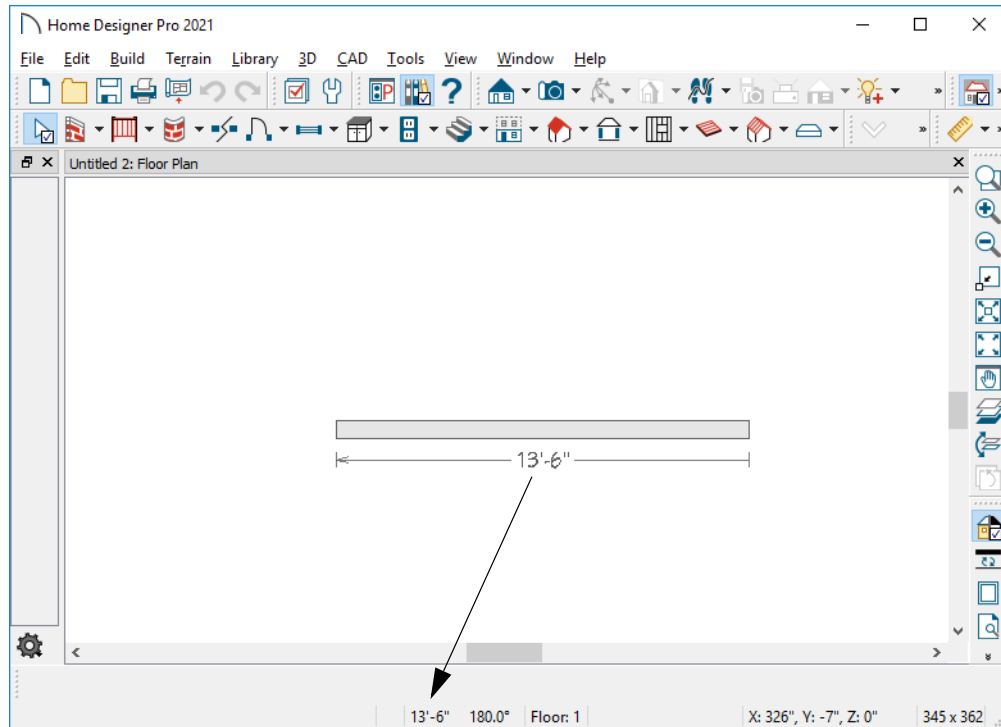 Home Designer Pro 2021
File Edit Build Terrain Library 3D CAD Tools View Window Help
Untitled 2: Floor Plan
13'-6"
13'-6" 180.0° Floor: 1 X: 326", Y: -7", Z: 0" 345 x 362